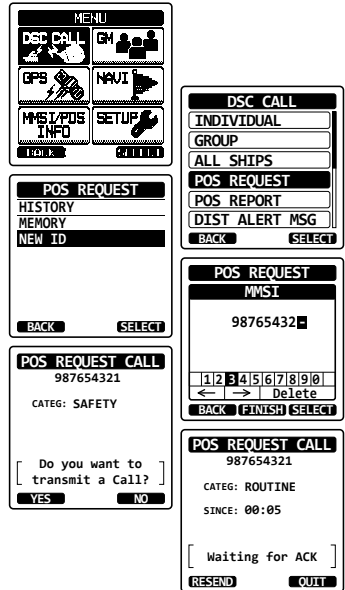 MENU
DSC CALL
GM
GPS
NAVI
MMSI/POS INFO
SETUP
BACK
DSC CALL
INDIVIDUAL
GROUP
ALL SHIPS
POS REQUEST
POS REPORT
DIST ALERT MSG
BACK SELECT
POS REQUEST
HISTORY
MEMORY
NEW ID
BACK SELECT
POS REQUEST
MMSI
98765432-
1 2 3 4 5 6 7 8 9 0
← → Delete
BACK FINISH SELECT
POS REQUEST CALL
987654321
CATEG: SAFETY
Do you want to
transmit a Call?
YES NO
POS REQUEST CALL
987654321
CATEG: ROUTINE
SINCE: 00:05
Waiting for ACK
RESEND QUIT